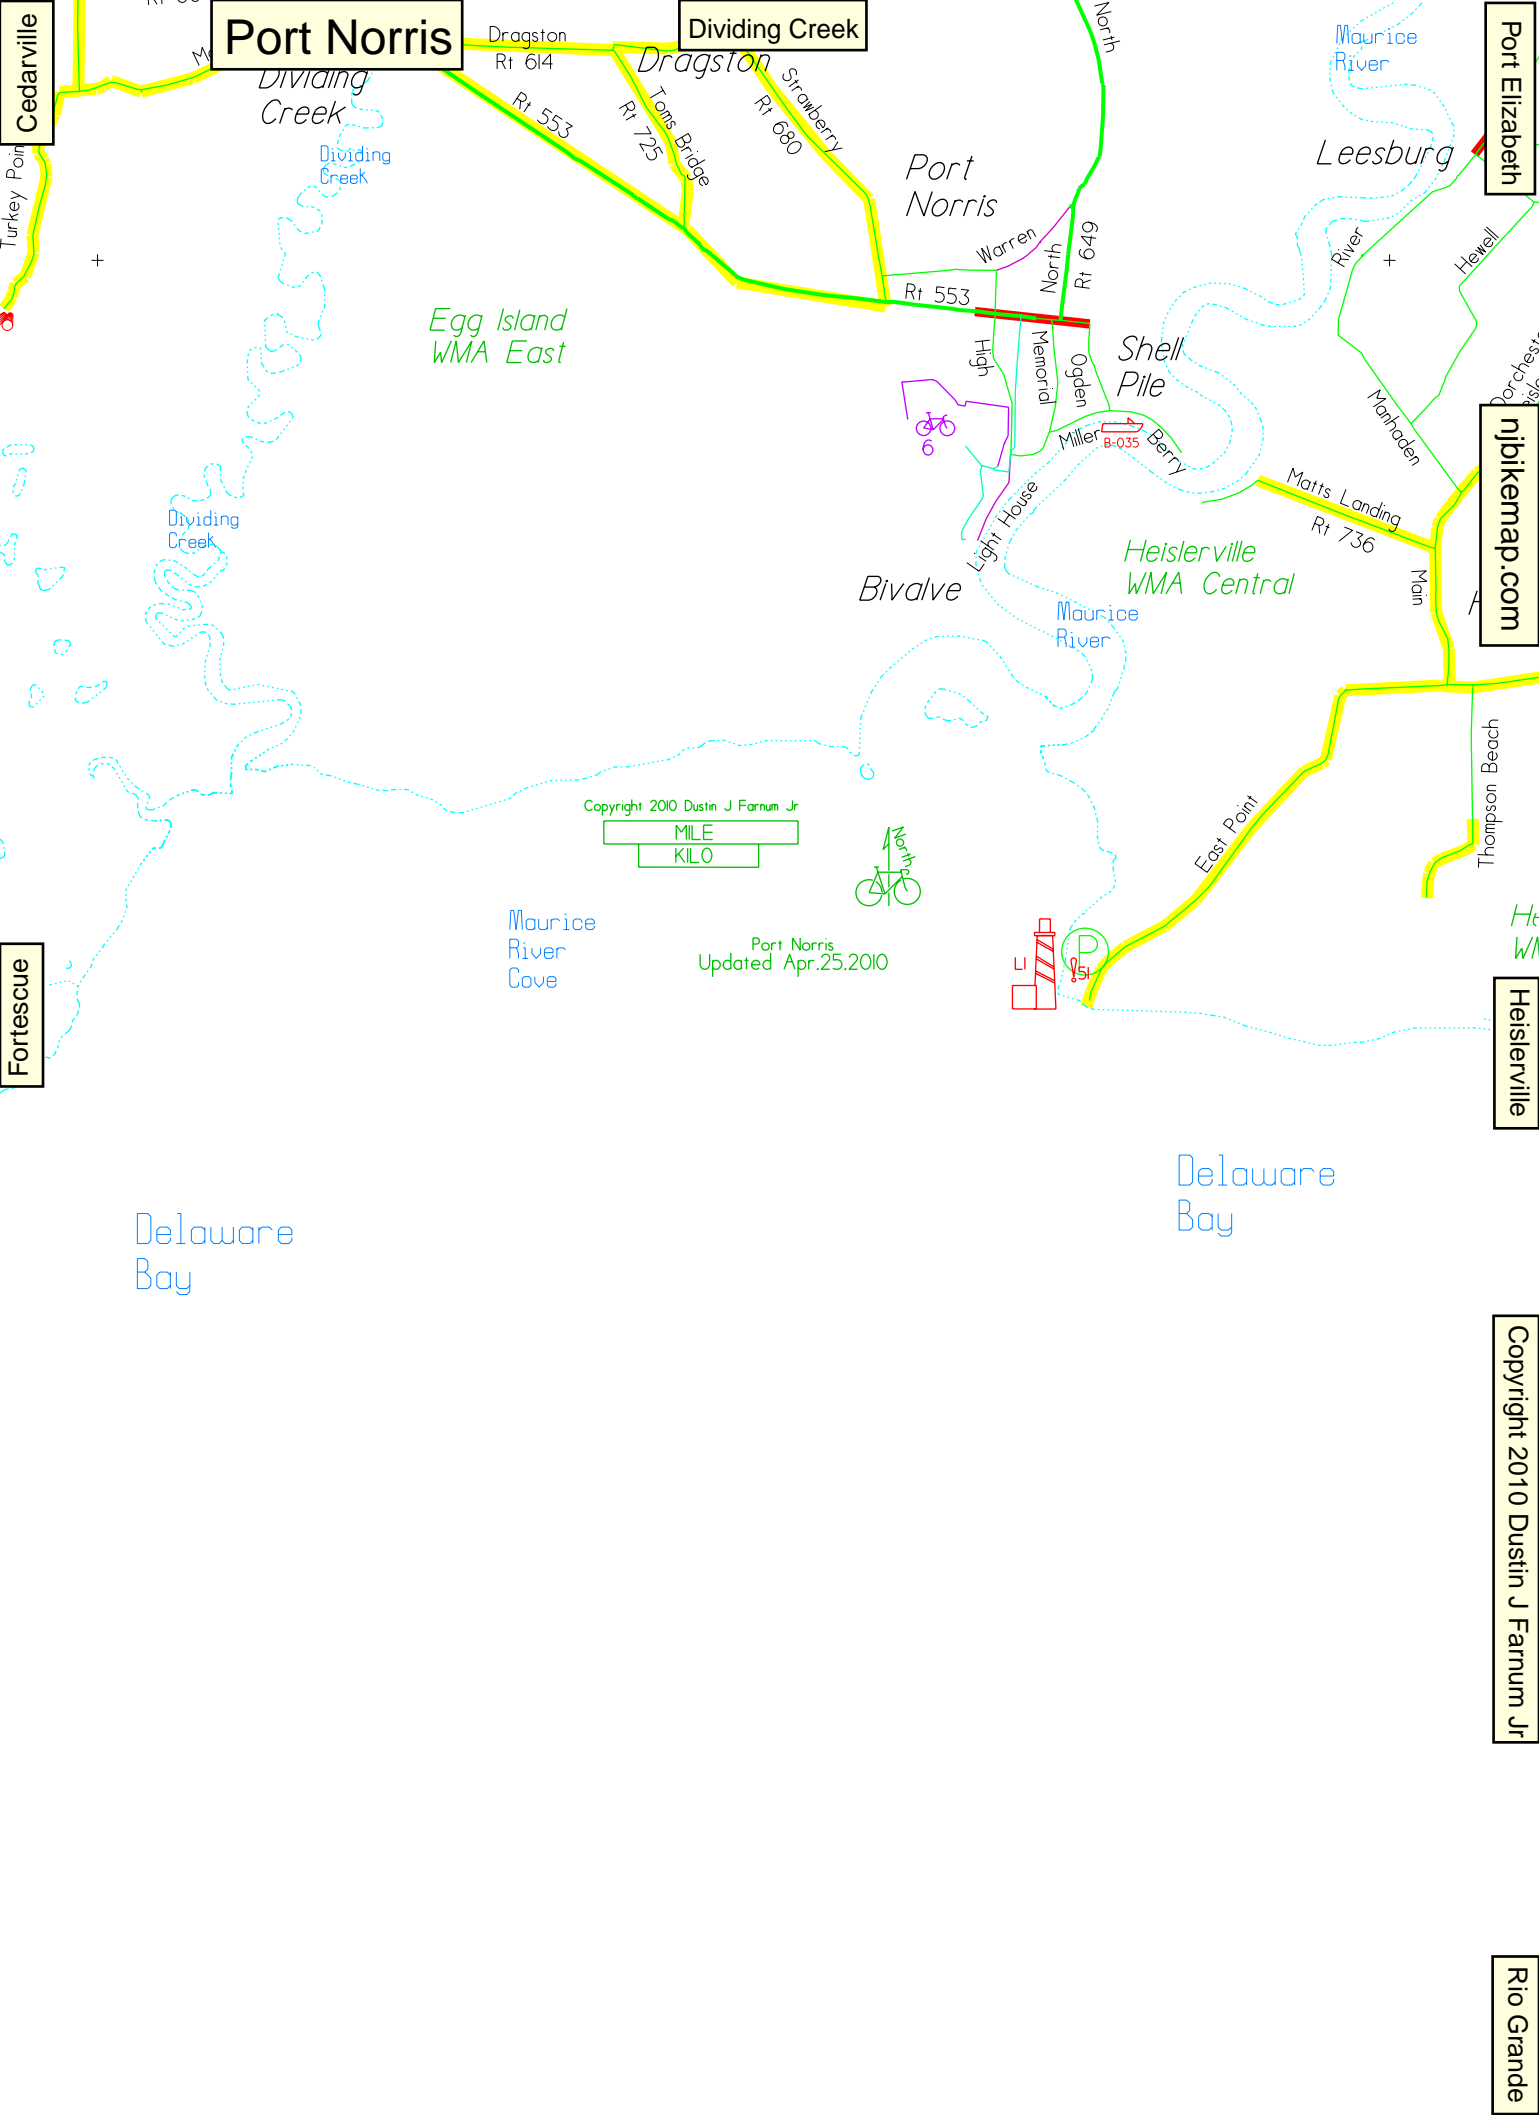 Cedarville
Port Norris
Dividing Creek
Port Elizabeth
Dragston
Rt 614
Dragston
North
Maurice
River
Dividing
Creek
Rt 553
Toms Bridge
Rt 725
Strawberry
Rt 680
Dividing
Creek
Port
Norris
Leesburg
Turkey
Warren
North
Rt 649
River
Hewell
Rt 553
Egg Island
WMA East
High
Memorial
Ogden
Shell
Pile
Manhaden
njbikemap.com
6
Miller
B-035
Berry
Light House
Matts Landing
Rt 736
Dividing
Creek
Heislerville
WMA Central
Main
Bivalve
Maurice
River
Thompson Beach
East Point
Copyright 2010 Dustin J Farnum Jr
MILE
KILO
North
Maurice
River
Cove
Port Norris
Updated Apr.25.2010
L1
P
51
Fortescue
Heislerville
Delaware
Bay
Delaware
Bay
Copyright 2010 Dustin J Farnum Jr
Rio Grande